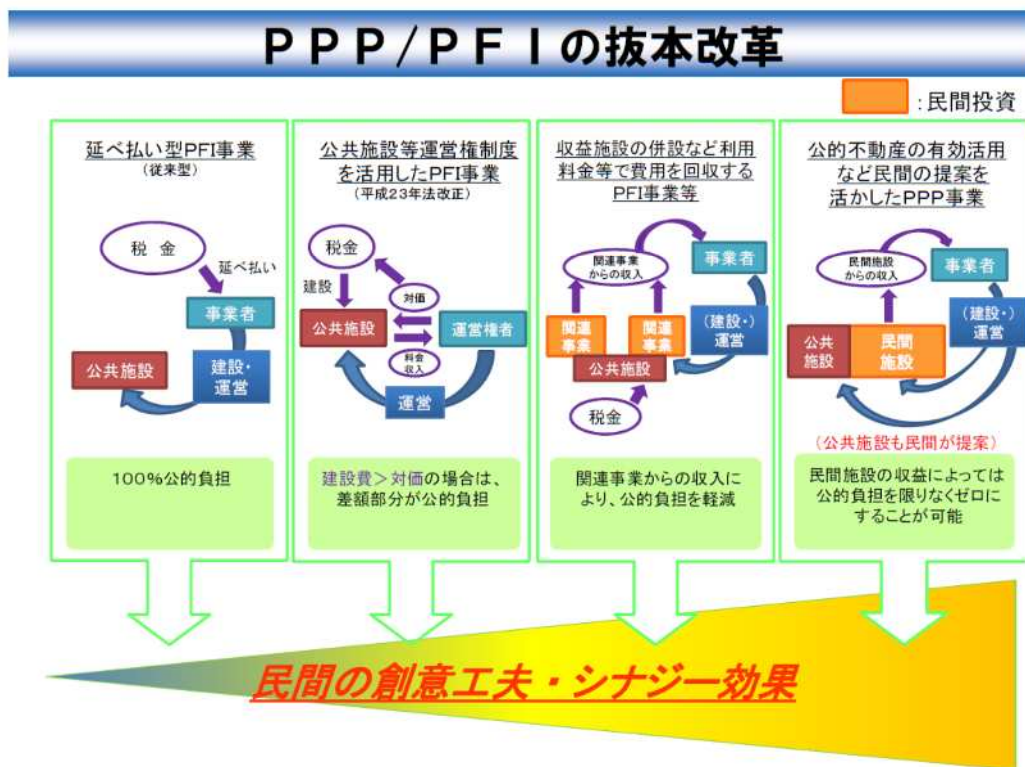 PPP/PFIの抜本改革
:民間投資
延べ払い型PFI事業
(従来型)
税 金
延べ払い
事業者
公共施設
建設・
運営
100%公的負担
公共施設等運営権制度
を活用したPFI事業
(平成23年法改正)
税金
建設
対価
公共施設
運営権者
料金
収入
運営
建設費>対価の場合は、
差額部分が公的負担
収益施設の併設など利用
料金等で費用を回収する
PFI事業等
関連事業
からの収入
事業者
関連
事業
関連
事業
(建設・)
運営
公共施設
税金
関連事業からの収入に
より、公的負担を軽減
公的不動産の有効活用
など民間の提案を
活かしたPPP事業
民間施設
からの収入
事業者
公共
施設
民間
施設
(建設・)
運営
(公共施設も民間が提案)
民間施設の収益によっては
公的負担を限りなくゼロに
することが可能
民間の創意工夫・シナジー効果